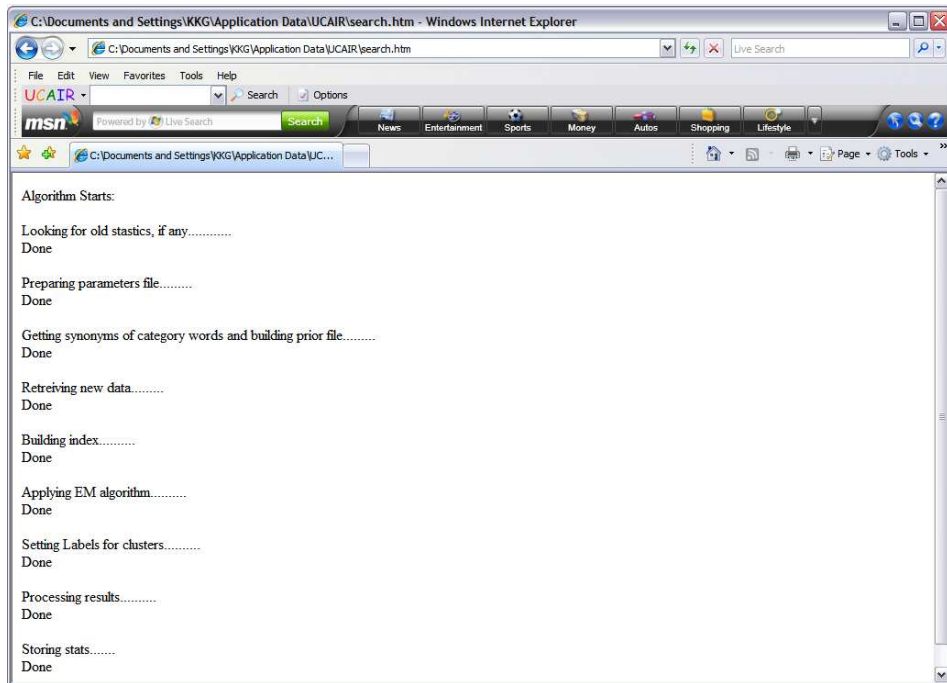 C:\Documents and Settings\KKG\Application Data\UCAIR\search.htm - Windows Internet Explorer
C:\Documents and Settings\KKG\Application Data\UCAIR\search.htm
Live Search
File Edit View Favorites Tools Help
UCAIR Search Options
msn Powered by Live Search Search News Entertainment Sports Money Autos Shopping Lifestyle
C:\Documents and Settings\KKG\Application Data\UC... Page Tools »
Algorithm Starts:
Looking for old stastics, if any............
Done
Preparing parameters file.........
Done
Getting synonyms of category words and building prior file.........
Done
Retreiving new data.........
Done
Building index..........
Done
Applying EM algorithm..........
Done
Setting Labels for clusters..........
Done
Processing results..........
Done
Storing stats.......
Done